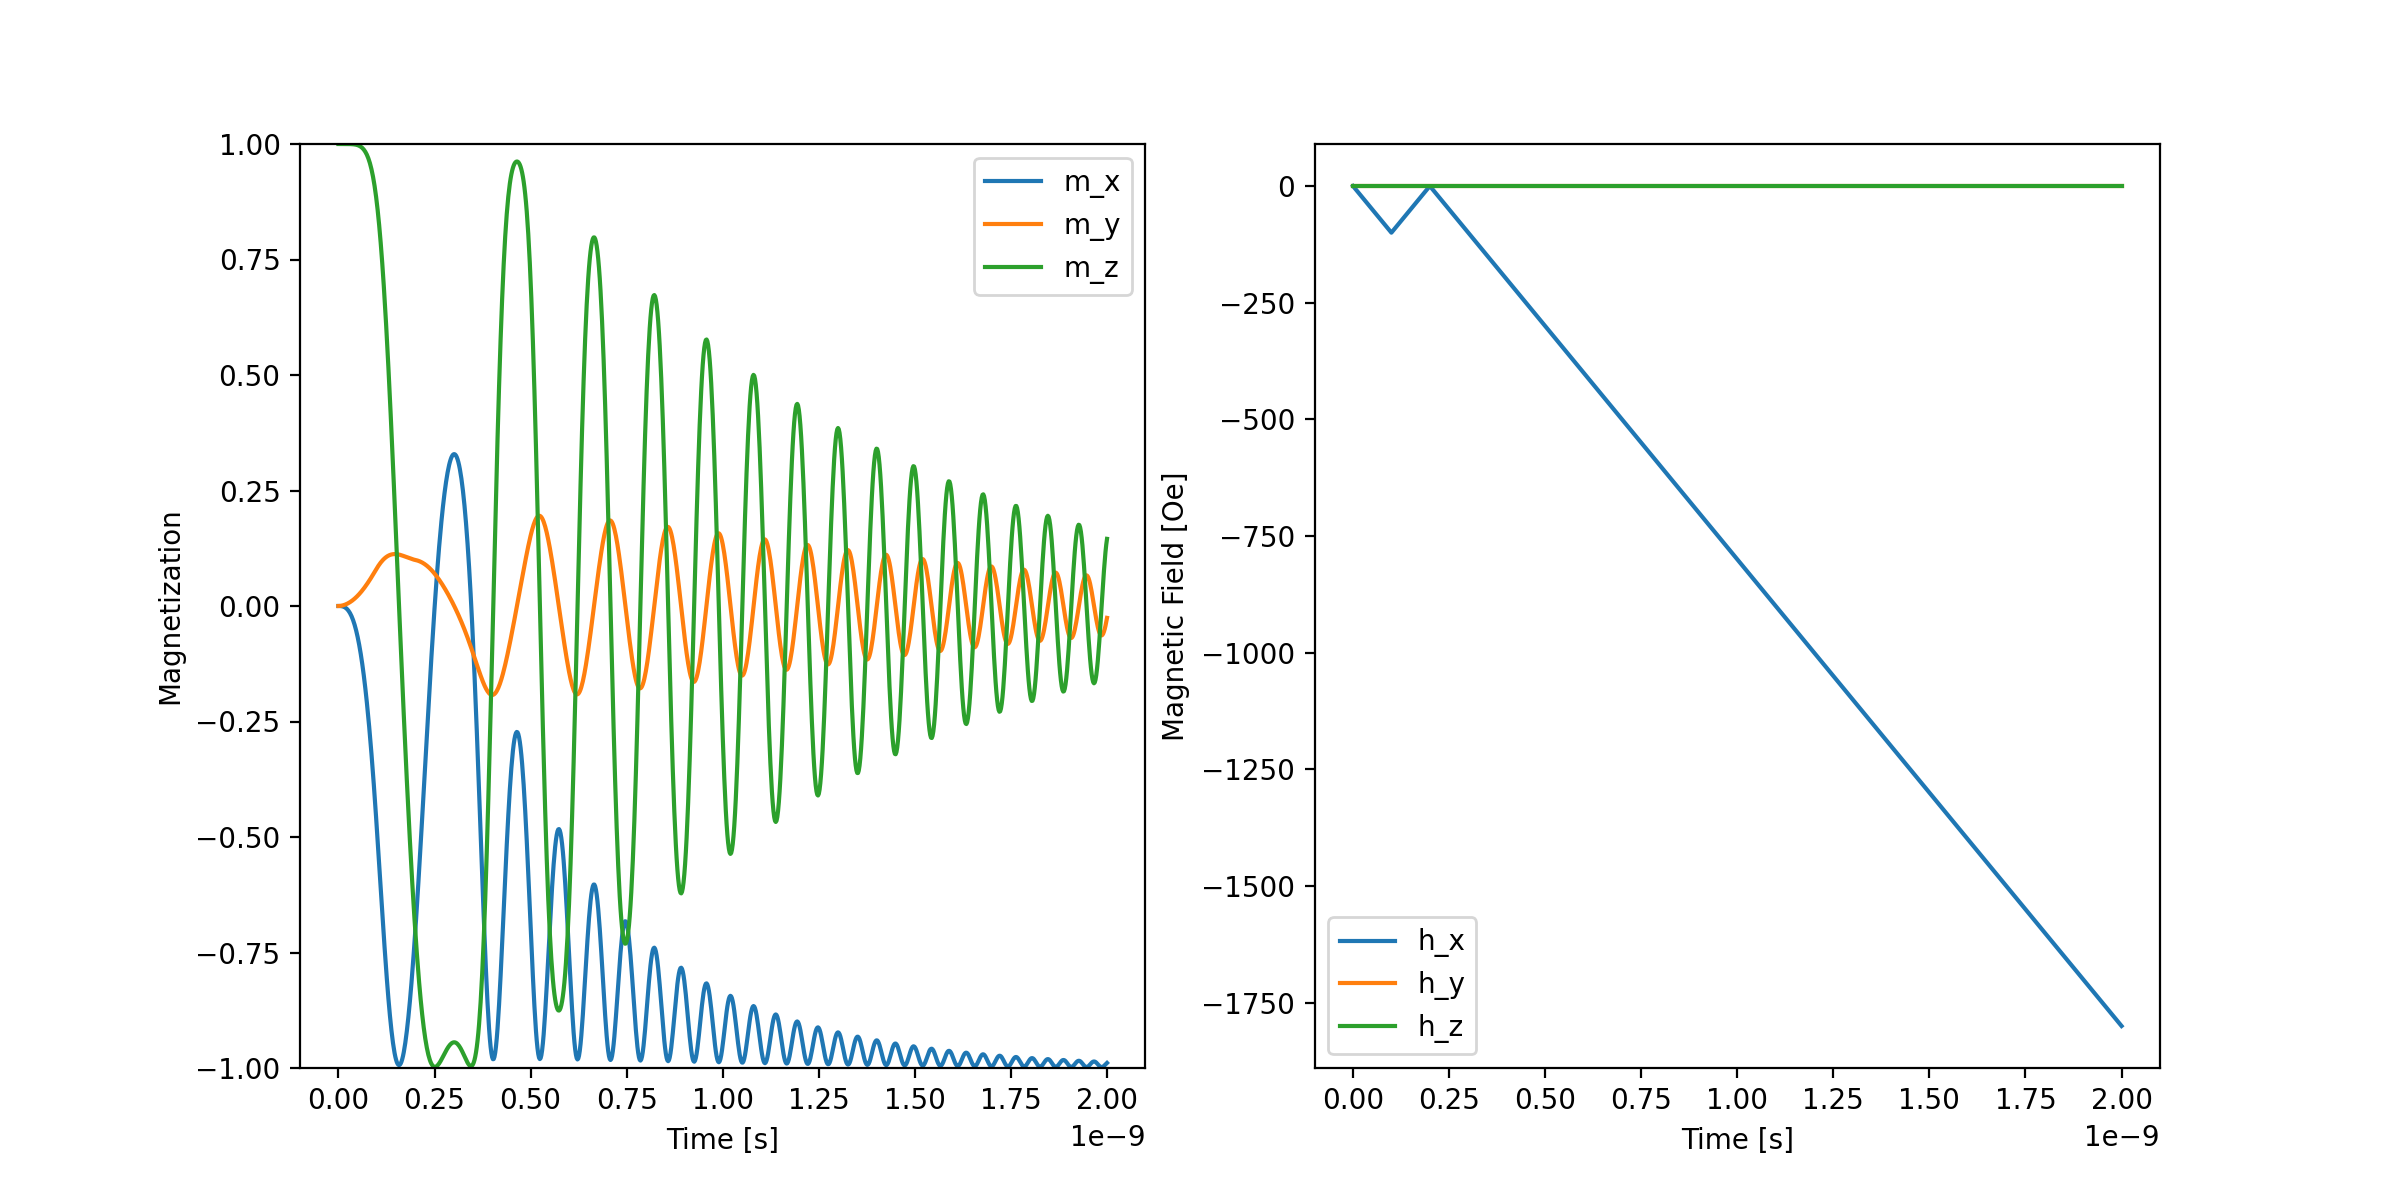 Magnetization
1.00
0.75
0.50
0.25
0.00
−0.25
−0.50
−0.75
−1.00
m_x
m_y
m_z
0.00 0.25 0.50 0.75 1.00 1.25 1.50 1.75 2.00
Time [s]
1e−9
Magnetic Field [Oe]
0
−250
−500
−750
−1000
−1250
−1500
−1750
h_x
h_y
h_z
0.00 0.25 0.50 0.75 1.00 1.25 1.50 1.75 2.00
Time [s]
1e−9